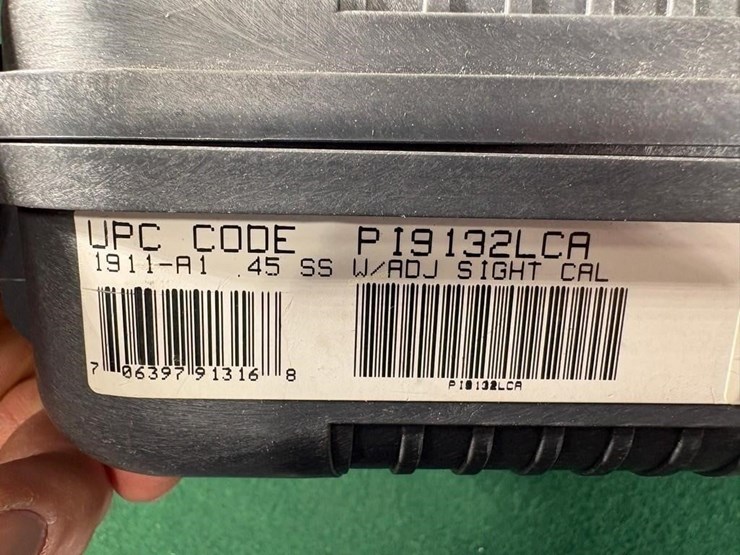 UPC CODE PI9132LCA
1911-A1 .45 SS W/ADJ SIGHT CAL
7 06397 91316 8
PI9132LCA